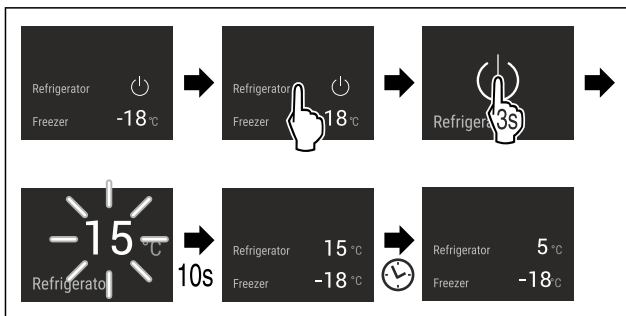 Refrigerator
Freezer -18 °C
Refrigerator
Freezer 18 °C
Refrigera 3s
15 °C
Refrigerato
10s
Refrigerator 15 °C
Freezer -18 °C
Refrigerator 5 °C
Freezer -18°C